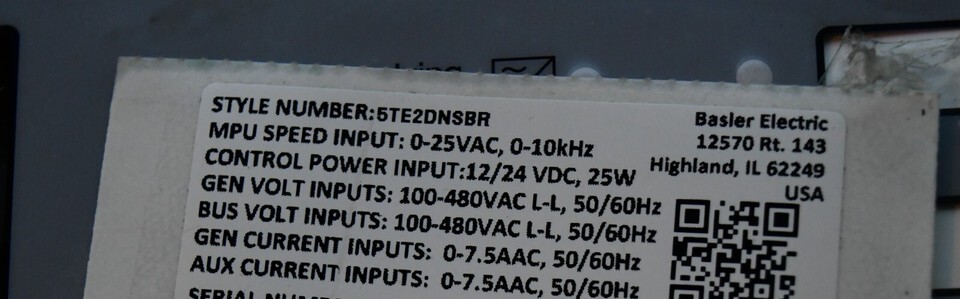 STYLE NUMBER:5TE2DNSBR
MPU SPEED INPUT: 0-25VAC, 0-10kHz
CONTROL POWER INPUT:12/24 VDC, 25W
GEN VOLT INPUTS: 100-480VAC L-L, 50/60Hz
BUS VOLT INPUTS: 100-480VAC L-L, 50/60Hz
GEN CURRENT INPUTS: 0-7.5AAC, 50/60Hz
AUX CURRENT INPUTS: 0-7.5AAC, 50/60Hz
SERIAL
Basler Electric
12570 Rt. 143
Highland, IL 62249
USA